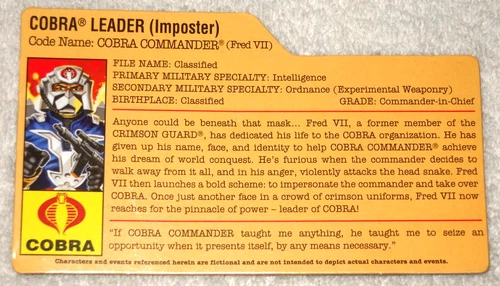 COBRA® LEADER (Imposter)
Code Name: COBRA COMMANDER® (Fred VII)
FILE NAME: Classified
PRIMARY MILITARY SPECIALTY: Intelligence
SECONDARY MILITARY SPECIALTY: Ordnance (Experimental Weaponry)
BIRTHPLACE: Classified GRADE: Commander-in-Chief
Anyone could be beneath that mask... Fred VII, a former member of the
CRIMSON GUARD®, has dedicated his life to the COBRA organization. He has
given up his name, face, and identity to help COBRA COMMANDER® achieve
his dream of world conquest. He's furious when the commander decides to
walk away from it all, and in his anger, violently attacks the head snake. Fred
VII then launches a bold scheme: to impersonate the commander and take over
COBRA. Once just another face in a crowd of crimson uniforms, Fred VII now
reaches for the pinnacle of power – leader of COBRA!
COBRA
"If COBRA COMMANDER taught me anything, he taught me to seize an
opportunity when it presents itself, by any means necessary."
Characters and events referenced herein are fictional and are not intended to depict actual characters and events.